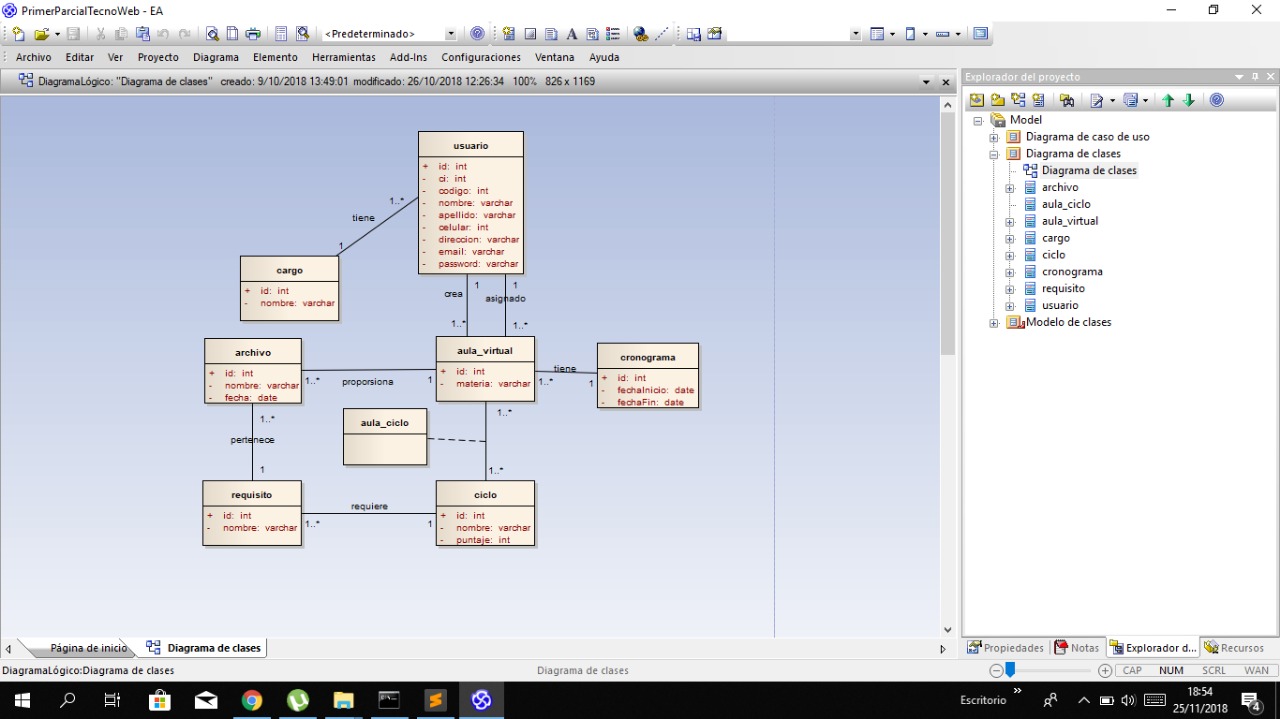 PrimerParcialTecnoWeb - EA
<Predeterminado>
Archivo Editar Ver Proyecto Diagrama Elemento Herramientas Add-Ins Configuraciones Ventana Ayuda
DiagramaLógico: "Diagrama de clases" creado: 9/10/2018 13:49:01 modificado: 26/10/2018 12:26:34 100% 826 x 1169
usuario
+ id: int
- ci: int
- codigo: int
- nombre: varchar
- apellido: varchar
- celular: int
- direccion: varchar
- email: varchar
- password: varchar
1..*
tiene
1
cargo
+ id: int
- nombre: varchar
1 1
crea asignado
1..* 1..*
archivo
+ id: int
- nombre: varchar
- fecha: date
1..* proporsiona 1
aula_virtual
+ id: int
- materia: varchar
tiene
1..* 1
cronograma
+ id: int
- fechaInicio: date
- fechaFin: date
aula_ciclo
1..*
1..*
1..*
pertenece
1
requisito
+ id: int
- nombre: varchar
requiere
1..* 1
ciclo
+ id: int
- nombre: varchar
- puntaje: int
Explorador del proyecto
Model
Diagrama de caso de uso
Diagrama de clases
Diagrama de clases
archivo
aula_ciclo
aula_virtual
cargo
ciclo
cronograma
requisito
usuario
Modelo de clases
Página de inicio Diagrama de clases
Propiedades Notas Explorador d... Recursos
DiagramaLógico:Diagrama de clases Diagrama de clases CAP NUM SCRL WAN
Escritorio
18:54
25/11/2018
4